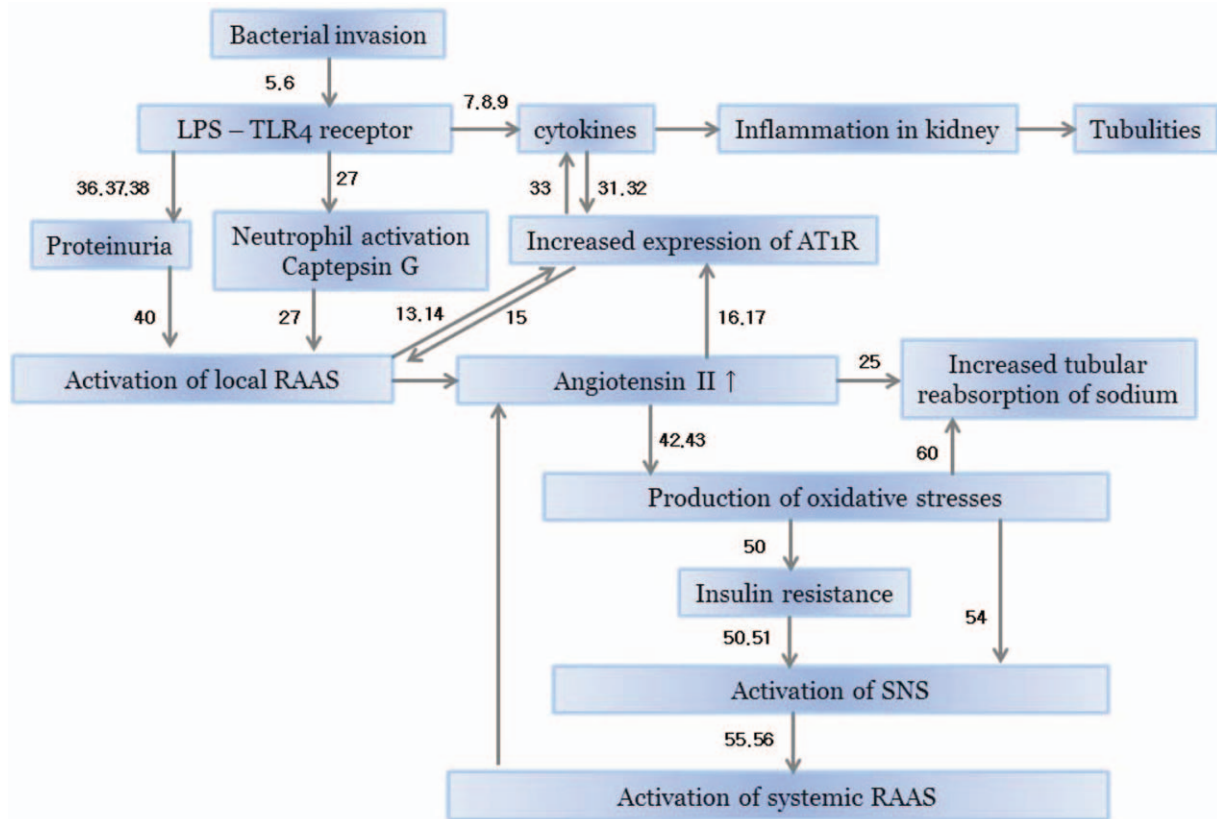 Bacterial invasion
5.6
LPS – TLR4 receptor
7.8.9
cytokines
Inflammation in kidney
Tubulities
36.37.38
27
33
31.32
Proteinuria
Neutrophil activation
Captepsin G
Increased expression of AT1R
40
27
13.14
15
16.17
Activation of local RAAS
Angiotensin II ↑
25
Increased tubular
reabsorption of sodium
42.43
60
Production of oxidative stresses
50
Insulin resistance
54
50.51
Activation of SNS
55.56
Activation of systemic RAAS